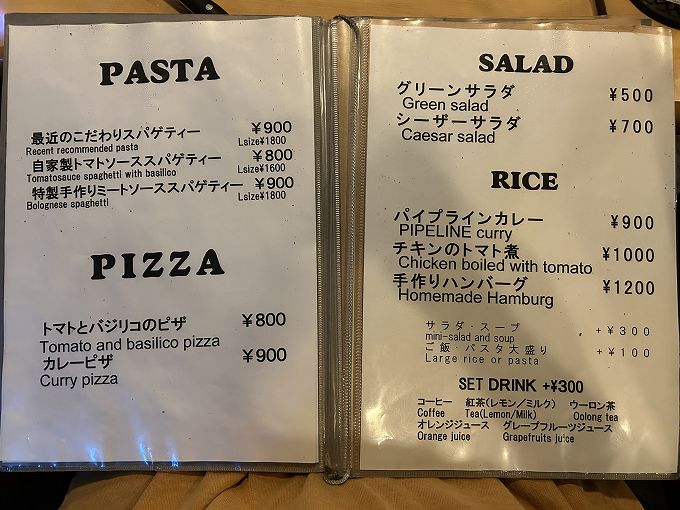 PASTA
最近のこだわりスパゲティー ¥900
Recent recommended pasta Lsize¥1800
自家製トマトソーススパゲティー ¥800
Tomatosauce spaghetti with basilico Lsize¥1600
特製手作りミートソーススパゲティー ¥900
Bolognese spaghetti Lsize¥1800
PIZZA
トマトとバジリコのピザ ¥800
Tomato and basilico pizza
カレーピザ ¥900
Curry pizza
SALAD
グリーンサラダ ¥500
Green salad
シーザーサラダ ¥700
Caesar salad
RICE
パイプラインカレー ¥900
PIPELINE curry
チキンのトマト煮 ¥1000
Chicken boiled with tomato
手作りハンバーグ ¥1200
Homemade Hamburg
サラダ・スープ +¥300
mini-salad and soup
ご飯・パスタ大盛り +¥100
Large rice or pasta
SET DRINK +¥300
コーヒー 紅茶(レモン/ミルク) ウーロン茶
Coffee Tea(Lemon/Milk) Oolong tea
オレンジジュース グレープフルーツジュース
Orange juice Grapefruits juice